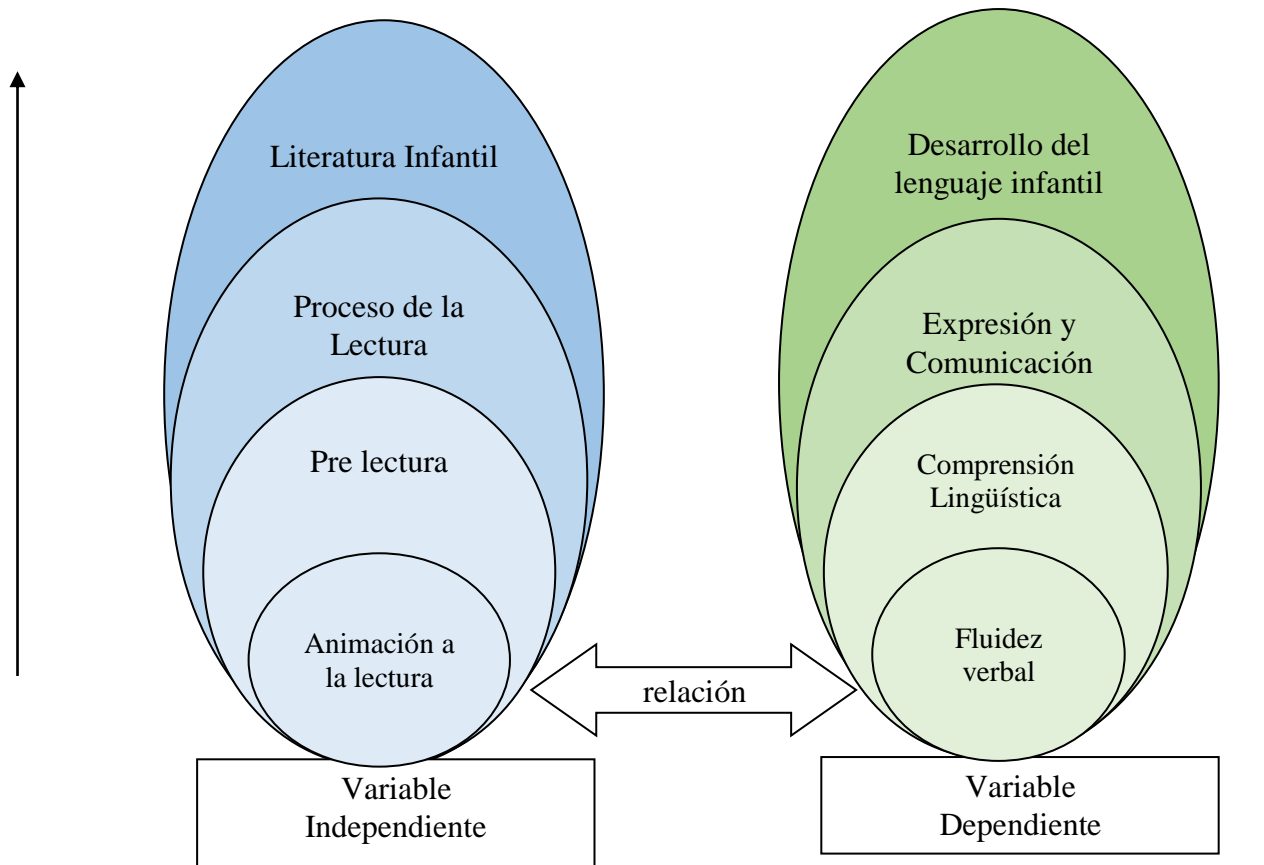 Literatura Infantil
Proceso de la
Lectura
Pre lectura
Animación a
la lectura
Variable
Independiente
relación
Desarrollo del
lenguaje infantil
Expresión y
Comunicación
Comprensión
Lingüística
Fluidez
verbal
Variable
Dependiente